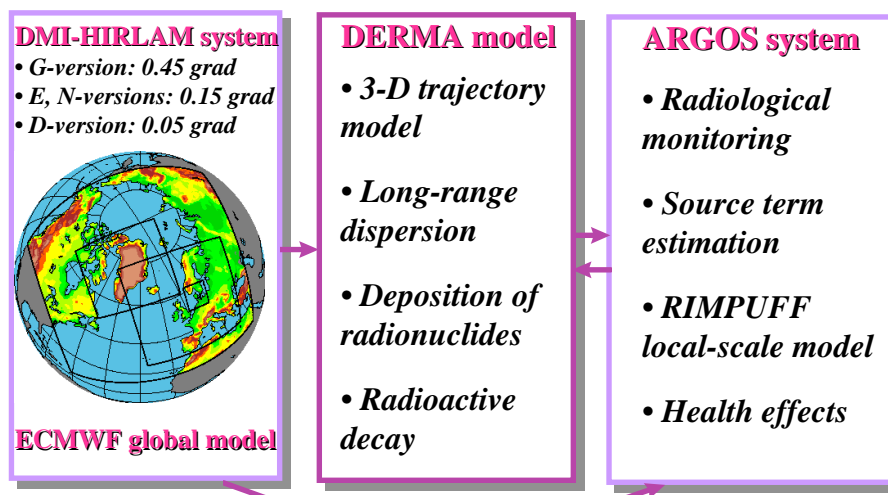 DMI-HIRLAM system
• G-version: 0.45 grad
• E, N-versions: 0.15 grad
• D-version: 0.05 grad
ECMWF global model
DERMA model
• 3-D trajectory
model
• Long-range
dispersion
• Deposition of
radionuclides
• Radioactive
decay
ARGOS system
• Radiological
monitoring
• Source term
estimation
• RIMPUFF
local-scale model
• Health effects